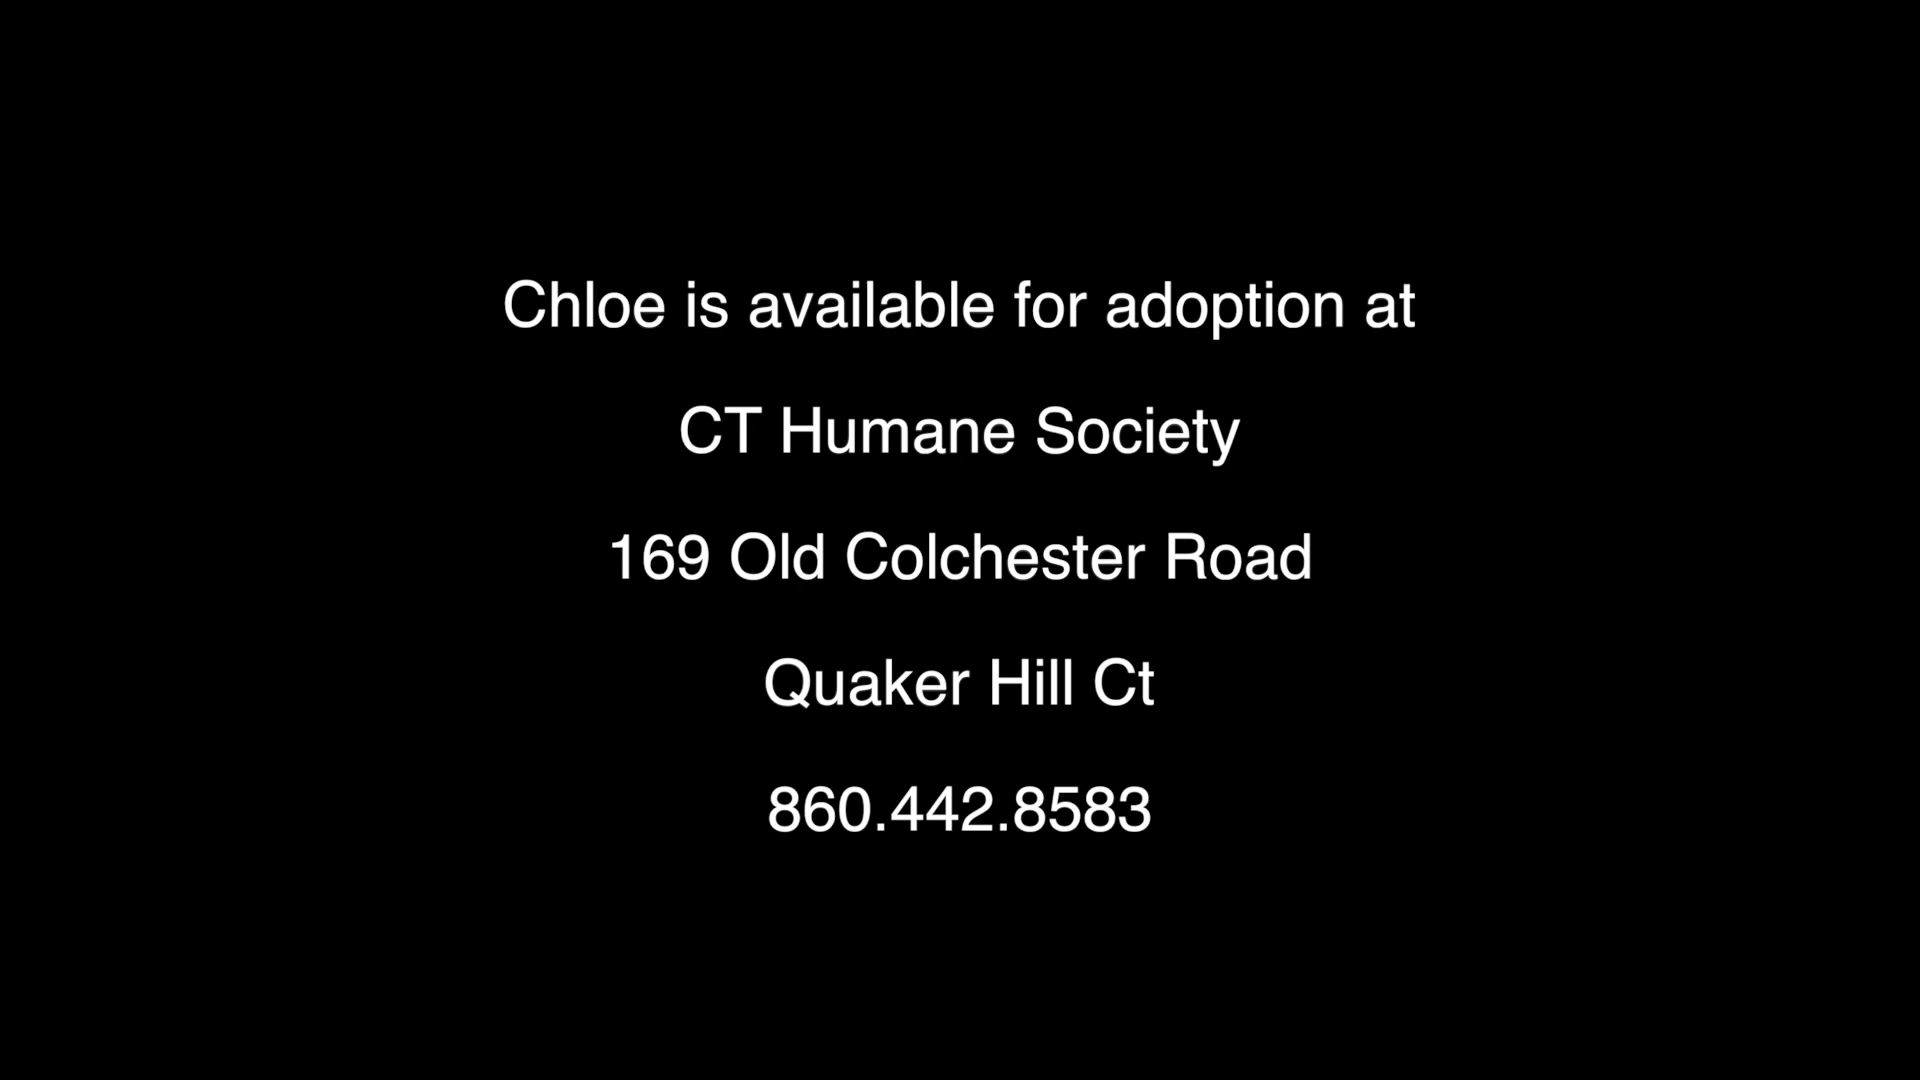 Chloe is available for adoption at
CT Humane Society
169 Old Colchester Road
Quaker Hill Ct
860.442.8583